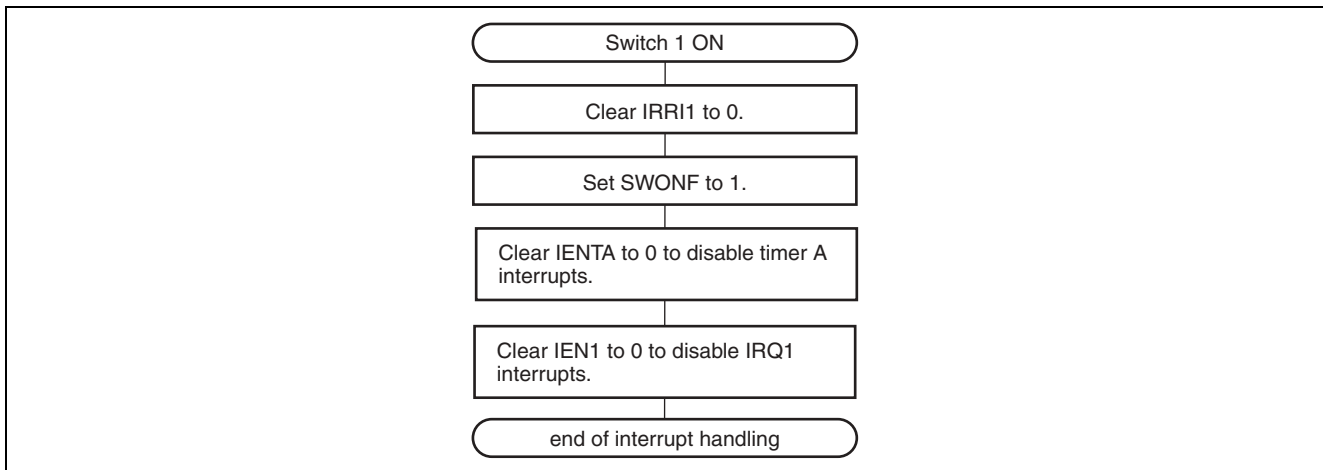 Switch 1 ON
Clear IRRI1 to 0.
Set SWONF to 1.
Clear IENTA to 0 to disable timer A
interrupts.
Clear IEN1 to 0 to disable IRQ1
interrupts.
end of interrupt handling